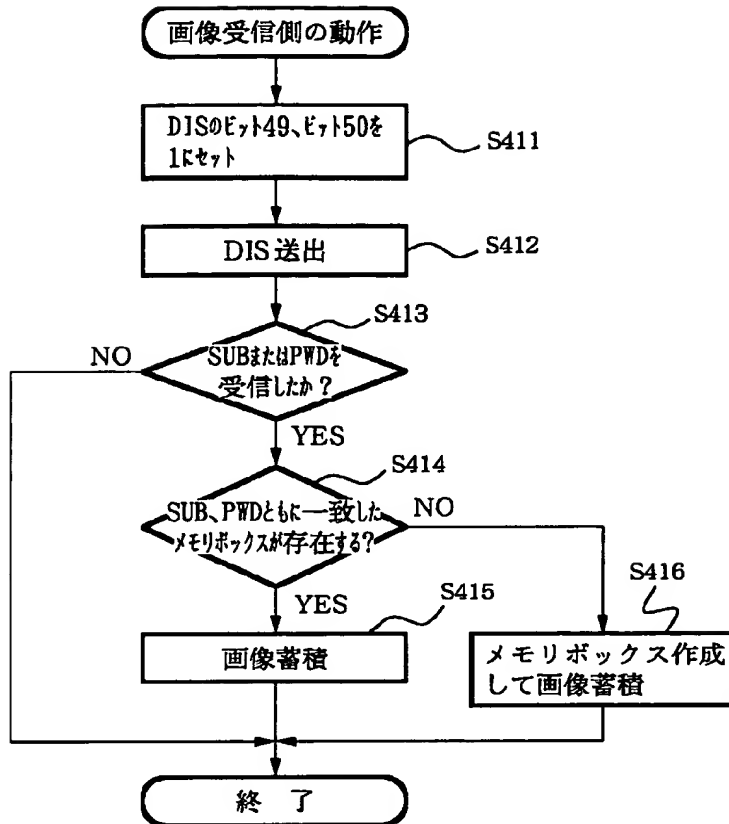 画像受信側の動作
DISのビット49、ビット50を
1にセット
S411
DIS送出
S412
S413
NO
SUBまたはPWDを
受信したか?
YES
S414
SUB、PWDともに一致した
メモリボックスが存在する?
NO
YES
S415
S416
画像蓄積
メモリボックス作成
して画像蓄積
終 了